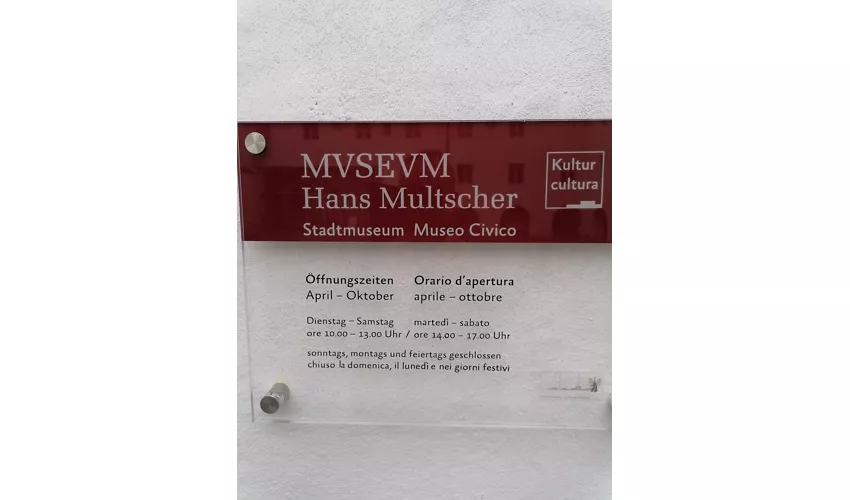 MVSEVM
Hans Multscher
Stadtmuseum Museo Civico
Kultur
cultura
Öffnungszeiten Orario d'apertura
April – Oktober aprile – ottobre
Dienstag – Samstag martedì – sabato
ore 10.00 – 13.00 Uhr / ore 14.00 – 17.00 Uhr
sonntags, montags und feiertags geschlossen
chiuso la domenica, il lunedì e nei giorni festivi